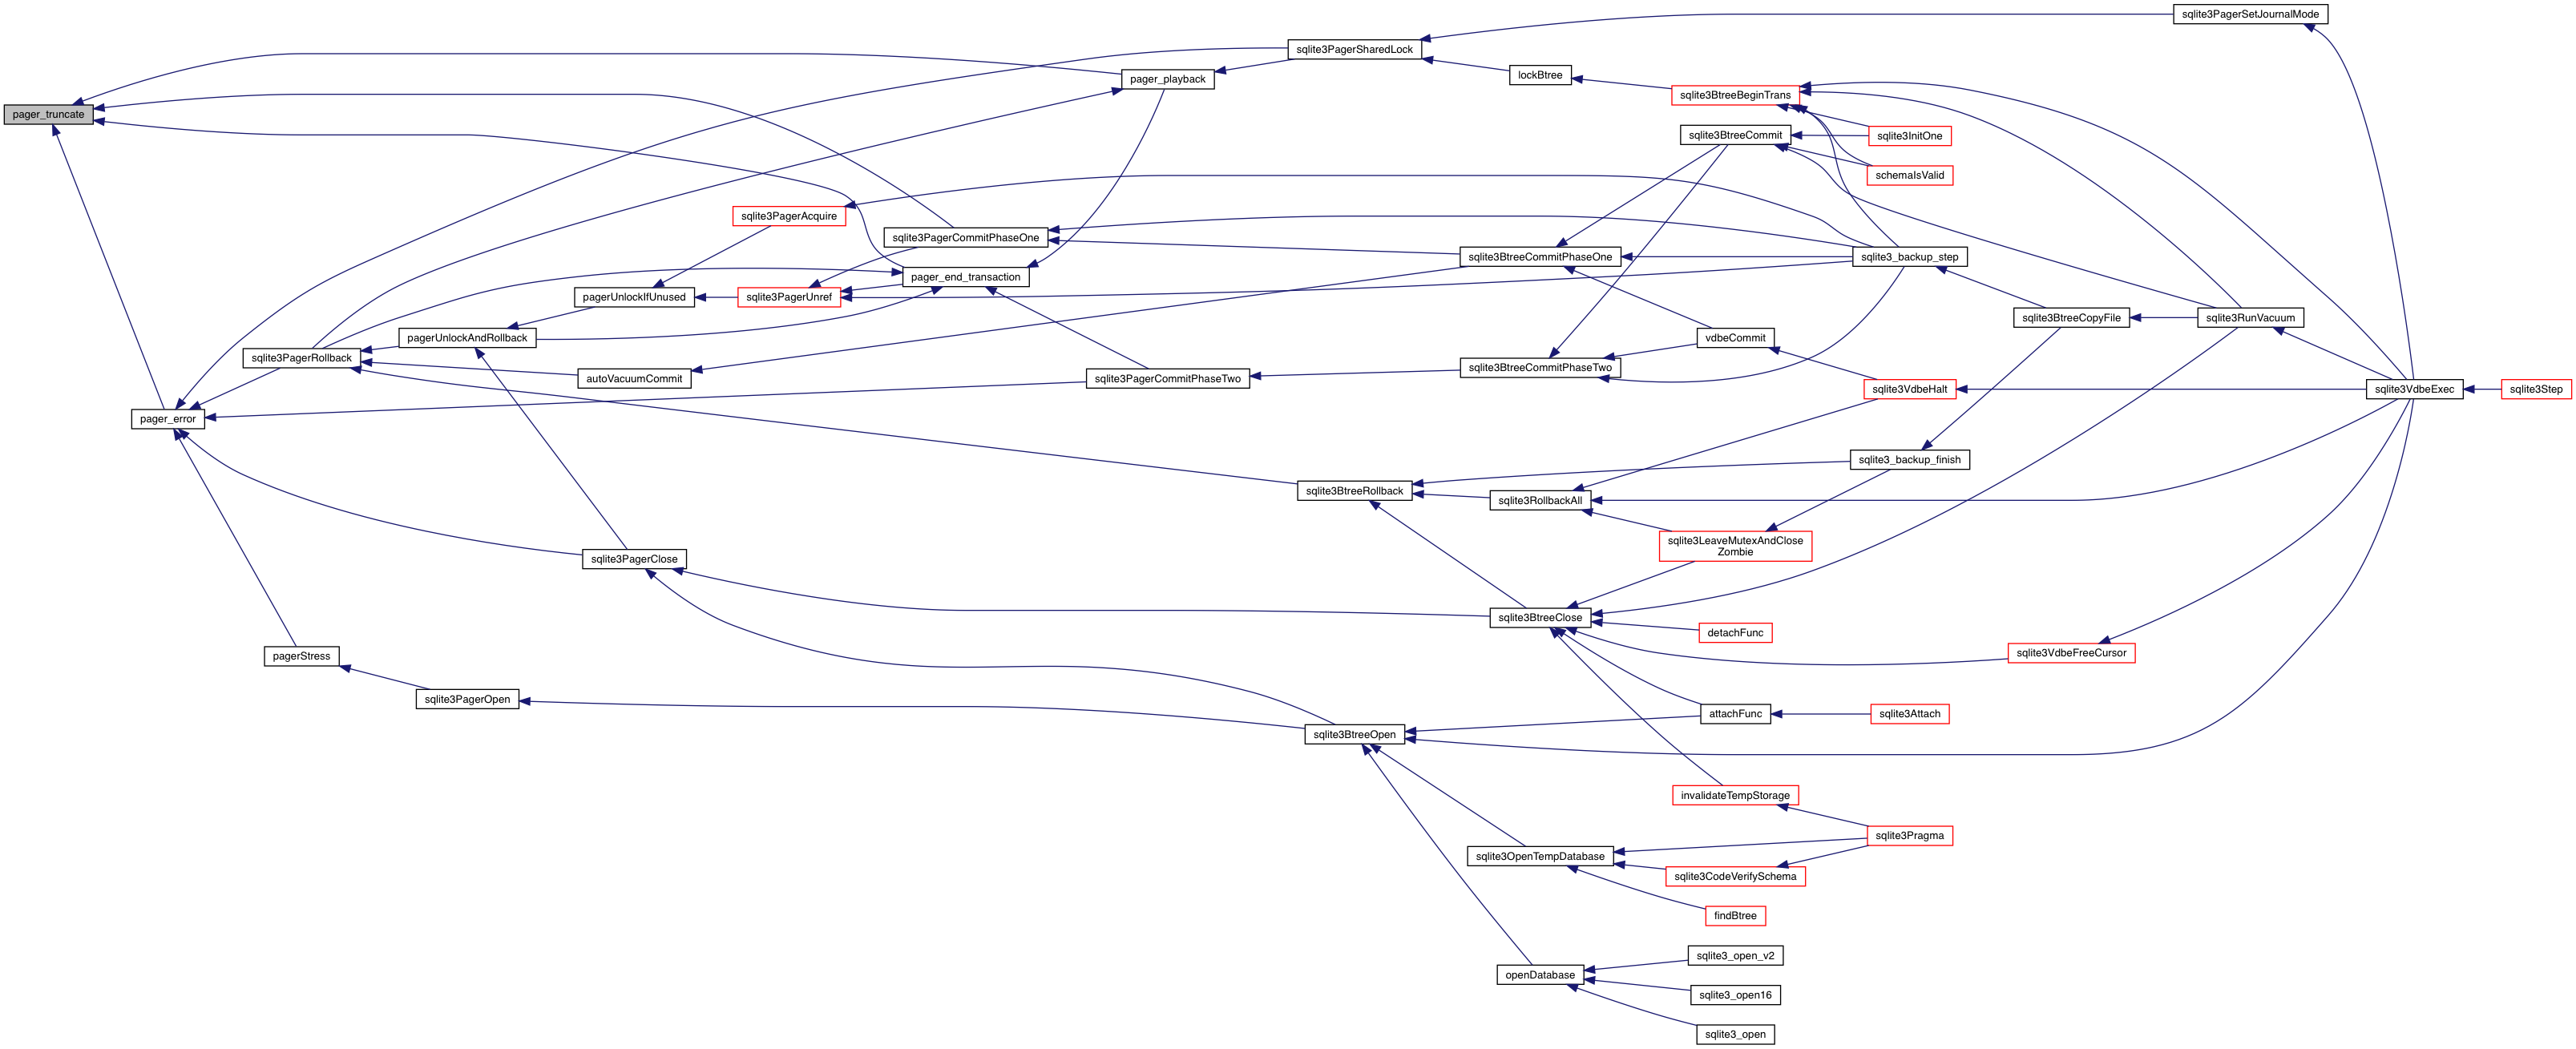 sqlite3PagerSetJournalMode
sqlite3PagerSharedLock
lockBtree
pager_playback
sqlite3BtreeBeginTrans
pager_truncate
sqlite3BtreeCommit
sqlite3InitOne
schemaIsValid
sqlite3PagerAcquire
sqlite3PagerCommitPhaseOne
sqlite3BtreeCommitPhaseOne
sqlite3_backup_step
pager_end_transaction
pagerUnlockIfUnused
sqlite3PagerUnref
sqlite3BtreeCopyFile
sqlite3RunVacuum
pagerUnlockAndRollback
vdbeCommit
sqlite3PagerRollback
sqlite3BtreeCommitPhaseTwo
autoVacuumCommit
sqlite3PagerCommitPhaseTwo
sqlite3VdbeHalt
sqlite3VdbeExec
sqlite3Step
pager_error
sqlite3_backup_finish
sqlite3BtreeRollback
sqlite3RollbackAll
sqlite3LeaveMutexAndClose
Zombie
sqlite3PagerClose
sqlite3BtreeClose
detachFunc
sqlite3VdbeFreeCursor
pagerStress
sqlite3PagerOpen
attachFunc
sqlite3Attach
sqlite3BtreeOpen
invalidateTempStorage
sqlite3Pragma
sqlite3OpenTempDatabase
sqlite3CodeVerifySchema
findBtree
sqlite3_open_v2
openDatabase
sqlite3_open16
sqlite3_open